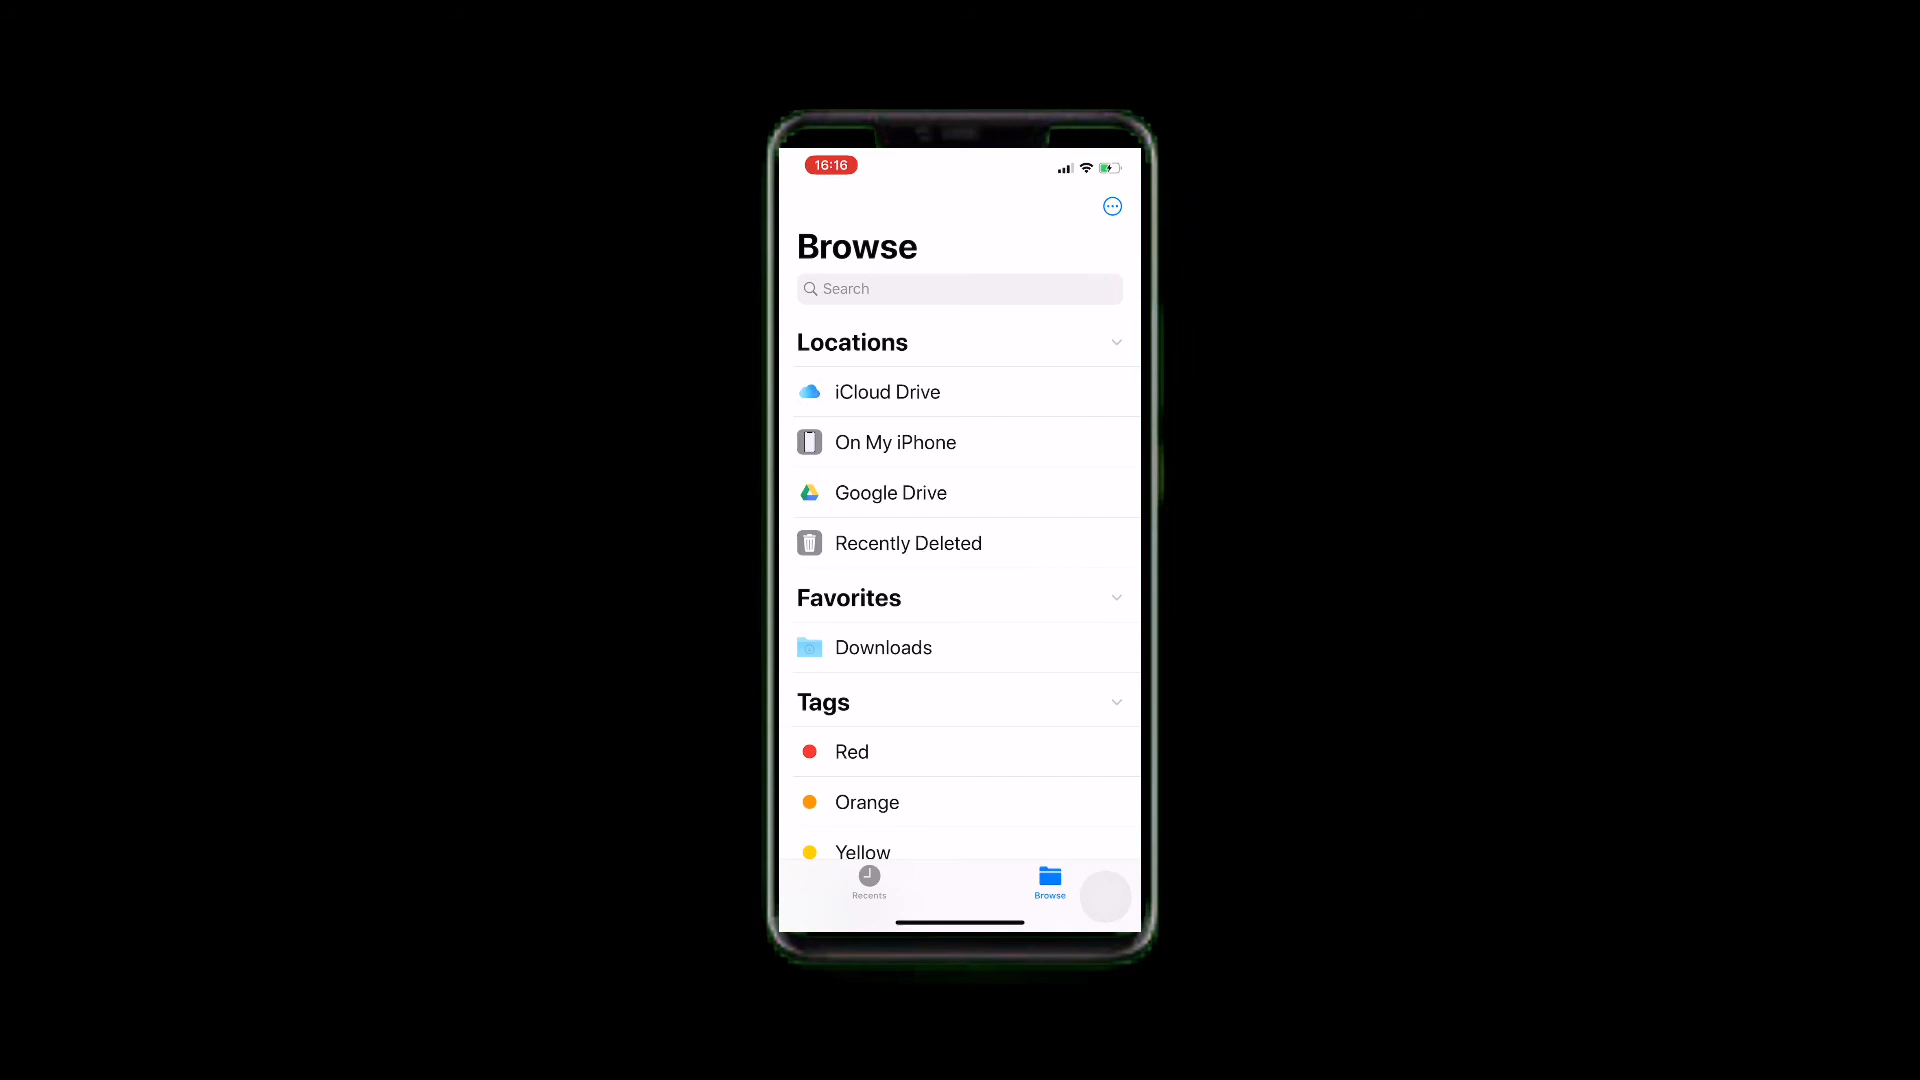 16:16
Browse
Search
Locations
iCloud Drive
On My iPhone
Google Drive
Recently Deleted
Favorites
Downloads
Tags
Red
Orange
Yellow
Recents
Browse